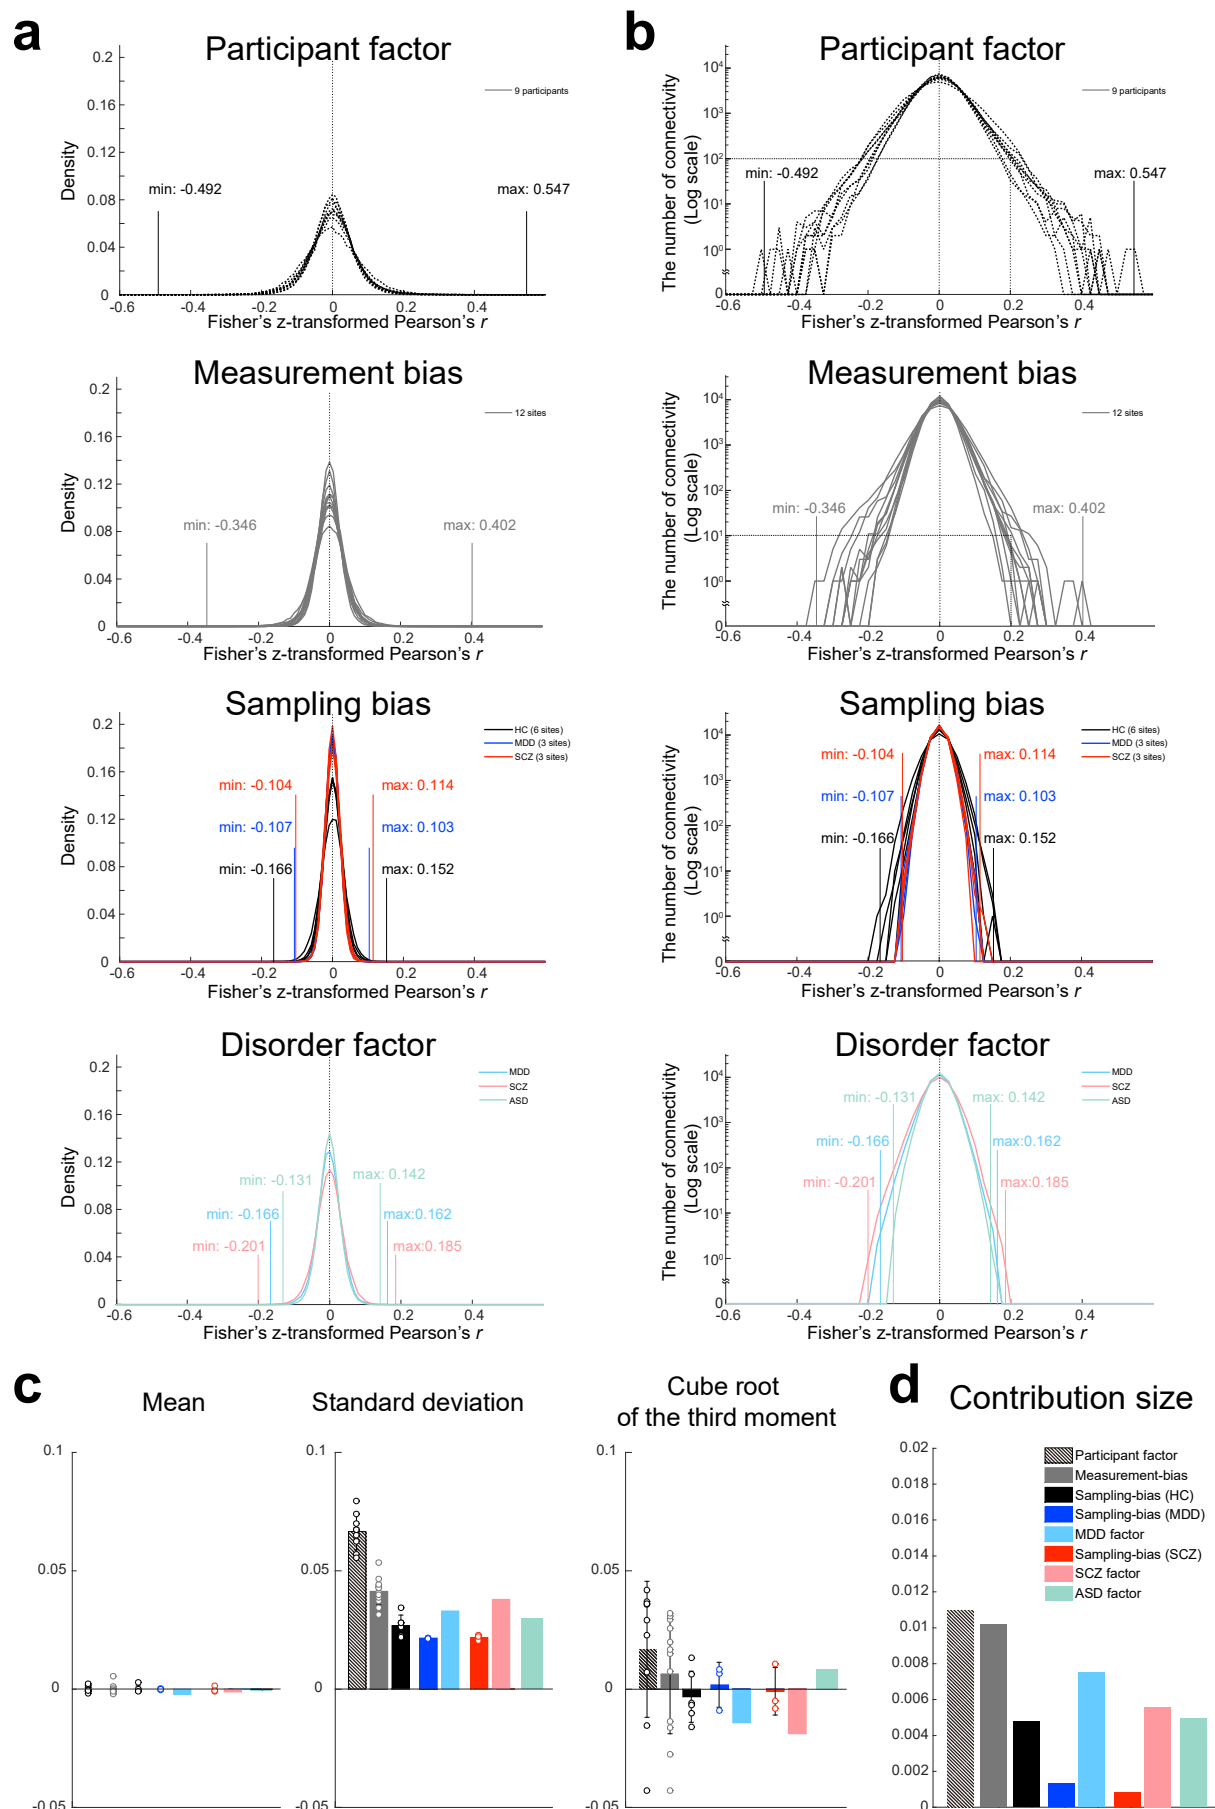 a
Participant factor
0.2
0.16
0.12
0.08
0.04
0
Density
9 participants
min: -0.492
max: 0.547
-0.6
-0.4
-0.2
0
0.2
0.4
Fisher's z-transformed Pearson's r
b
Participant factor
10⁴
10³
10²
10¹
10⁰
0
The number of connectivity
(Log scale)
9 participants
min: -0.492
max: 0.547
-0.6
-0.4
-0.2
0
0.2
0.4
Fisher's z-transformed Pearson's r
Measurement bias
0.2
0.16
0.12
0.08
0.04
0
Density
12 sites
min: -0.346
max: 0.402
-0.6
-0.4
-0.2
0
0.2
0.4
Fisher's z-transformed Pearson's r
Measurement bias
10⁴
10³
10²
10¹
10⁰
0
The number of connectivity
(Log scale)
12 sites
min: -0.346
max: 0.402
-0.6
-0.4
-0.2
0
0.2
0.4
Fisher's z-transformed Pearson's r
Sampling bias
0.2
0.16
0.12
0.08
0.04
0
Density
HC (6 sites)
MDD (3 sites)
SCZ (3 sites)
min: -0.104
max: 0.114
min: -0.107
max: 0.103
min: -0.166
max: 0.152
-0.6
-0.4
-0.2
0
0.2
0.4
Fisher's z-transformed Pearson's r
Sampling bias
10⁴
10³
10²
10¹
10⁰
0
The number of connectivity
(Log scale)
HC (6 sites)
MDD (3 sites)
SCZ (3 sites)
min: -0.104
max: 0.114
min: -0.107
max: 0.103
min: -0.166
max: 0.152
-0.6
-0.4
-0.2
0
0.2
0.4
Fisher's z-transformed Pearson's r
Disorder factor
0.2
0.16
0.12
0.08
0.04
0
Density
MDD
SCZ
ASD
min: -0.131
max: 0.142
min: -0.166
max:0.162
min: -0.201
max:0.185
-0.6
-0.4
-0.2
0
0.2
0.4
Fisher's z-transformed Pearson's r
Disorder factor
10⁴
10³
10²
10¹
10⁰
0
The number of connectivity
(Log scale)
MDD
SCZ
ASD
min: -0.131
max: 0.142
min: -0.166
max:0.162
min: -0.201
max:0.185
-0.6
-0.4
-0.2
0
0.2
0.4
Fisher's z-transformed Pearson's r
c
Mean
0.1
0.05
0
-0.05
Standard deviation
0.1
0.05
0
-0.05
Cube root
of the third moment
0.1
0.05
0
-0.05
d
Contribution size
0.02
0.018
0.016
0.014
0.012
0.01
0.008
0.006
0.004
0.002
0
Participant factor
Measurement-bias
Sampling-bias (HC)
Sampling-bias (MDD)
MDD factor
Sampling-bias (SCZ)
SCZ factor
ASD factor